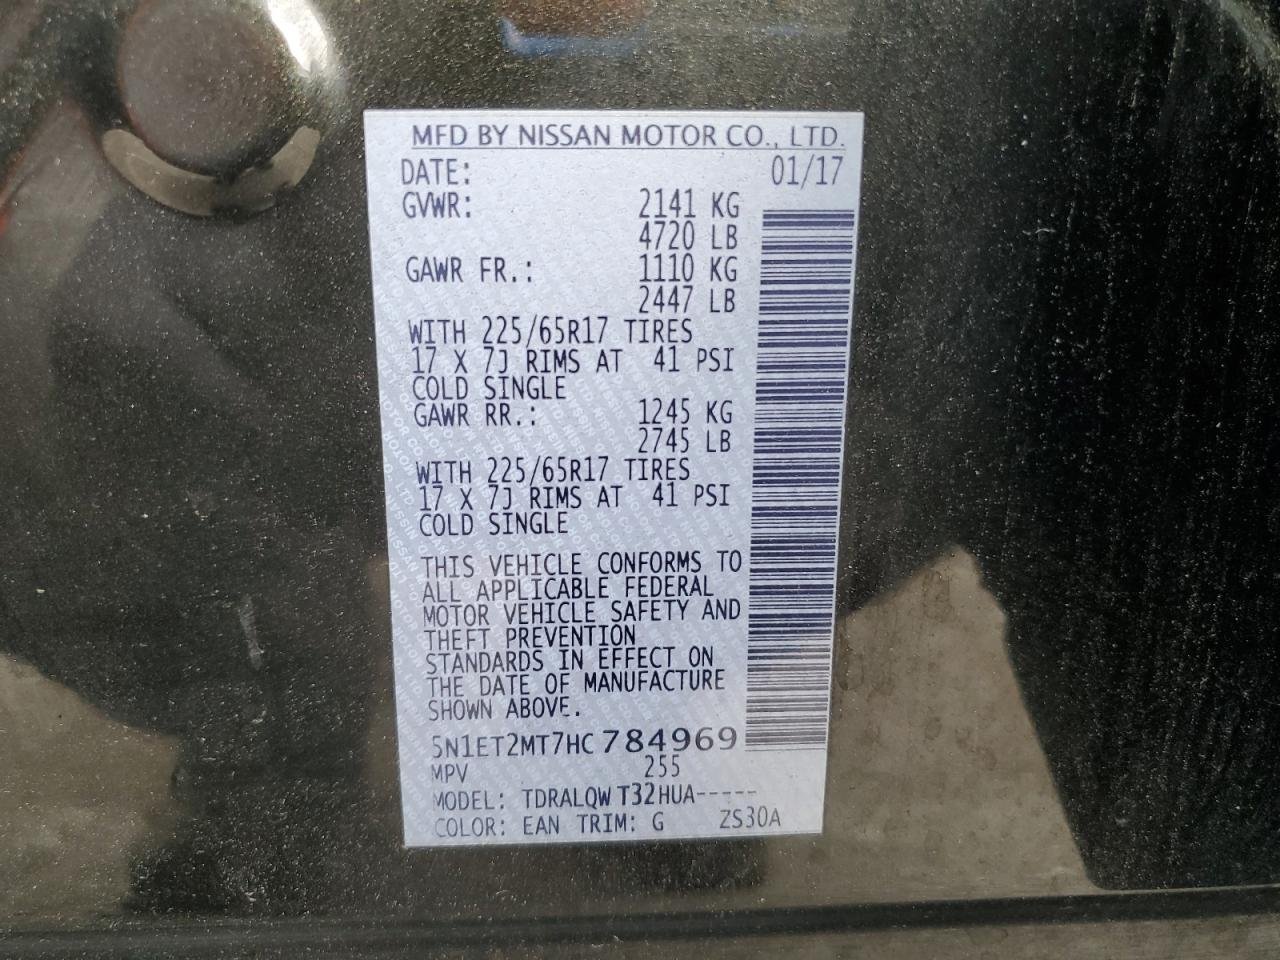 MFD BY NISSAN MOTOR CO., LTD.
DATE: 01/17
GVWR: 2141 KG
4720 LB
GAWR FR.: 1110 KG
2447 LB
WITH 225/65R17 TIRES
17 X 7J RIMS AT 41 PSI
COLD SINGLE
GAWR RR.: 1245 KG
2745 LB
WITH 225/65R17 TIRES
17 X 7J RIMS AT 41 PSI
COLD SINGLE
THIS VEHICLE CONFORMS TO
ALL APPLICABLE FEDERAL
MOTOR VEHICLE SAFETY AND
THEFT PREVENTION
STANDARDS IN EFFECT ON
THE DATE OF MANUFACTURE
SHOWN ABOVE.
5N1ET2MT7HC784969
MPV 255
MODEL: TDRALQW T32HUA-----
COLOR: EAN TRIM: G ZS30A